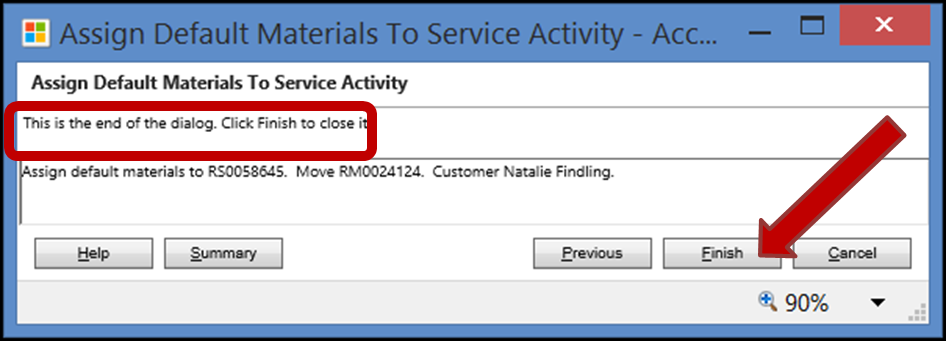 Assign Default Materials To Service Activity - Acc...
Assign Default Materials To Service Activity
This is the end of the dialog. Click Finish to close it
Assign default materials to RS0058645. Move RM0024124. Customer Natalie Findling.
Help Summary Previous Finish Cancel
90%